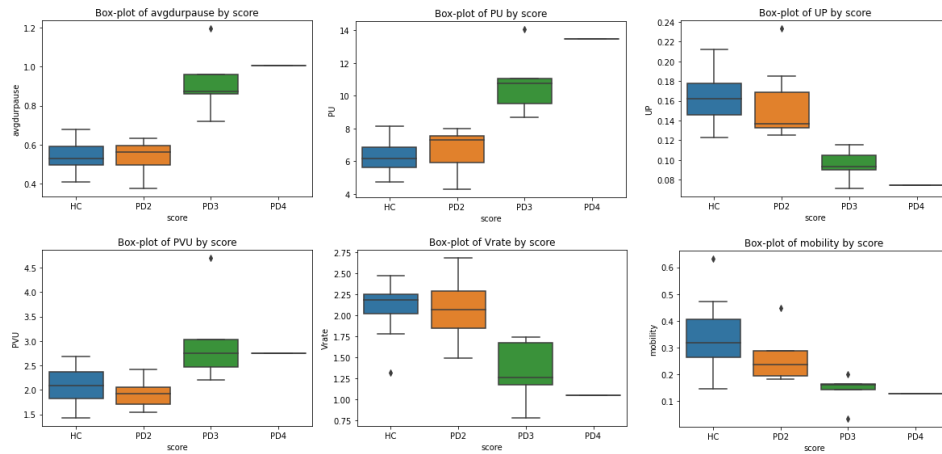 Box-plot of avgdurpause by score
avgdurpause
1.2
1.0
0.8
0.6
0.4
HC PD2 PD3 PD4
score
Box-plot of PU by score
PU
14
12
10
8
6
4
HC PD2 PD3 PD4
score
Box-plot of UP by score
UP
0.24
0.22
0.20
0.18
0.16
0.14
0.12
0.10
0.08
HC PD2 PD3 PD4
score
Box-plot of PVU by score
PVU
4.5
4.0
3.5
3.0
2.5
2.0
1.5
HC PD2 PD3 PD4
score
Box-plot of Vrate by score
Vrate
2.75
2.50
2.25
2.00
1.75
1.50
1.25
1.00
0.75
HC PD2 PD3 PD4
score
Box-plot of mobility by score
mobility
0.6
0.5
0.4
0.3
0.2
0.1
HC PD2 PD3 PD4
score